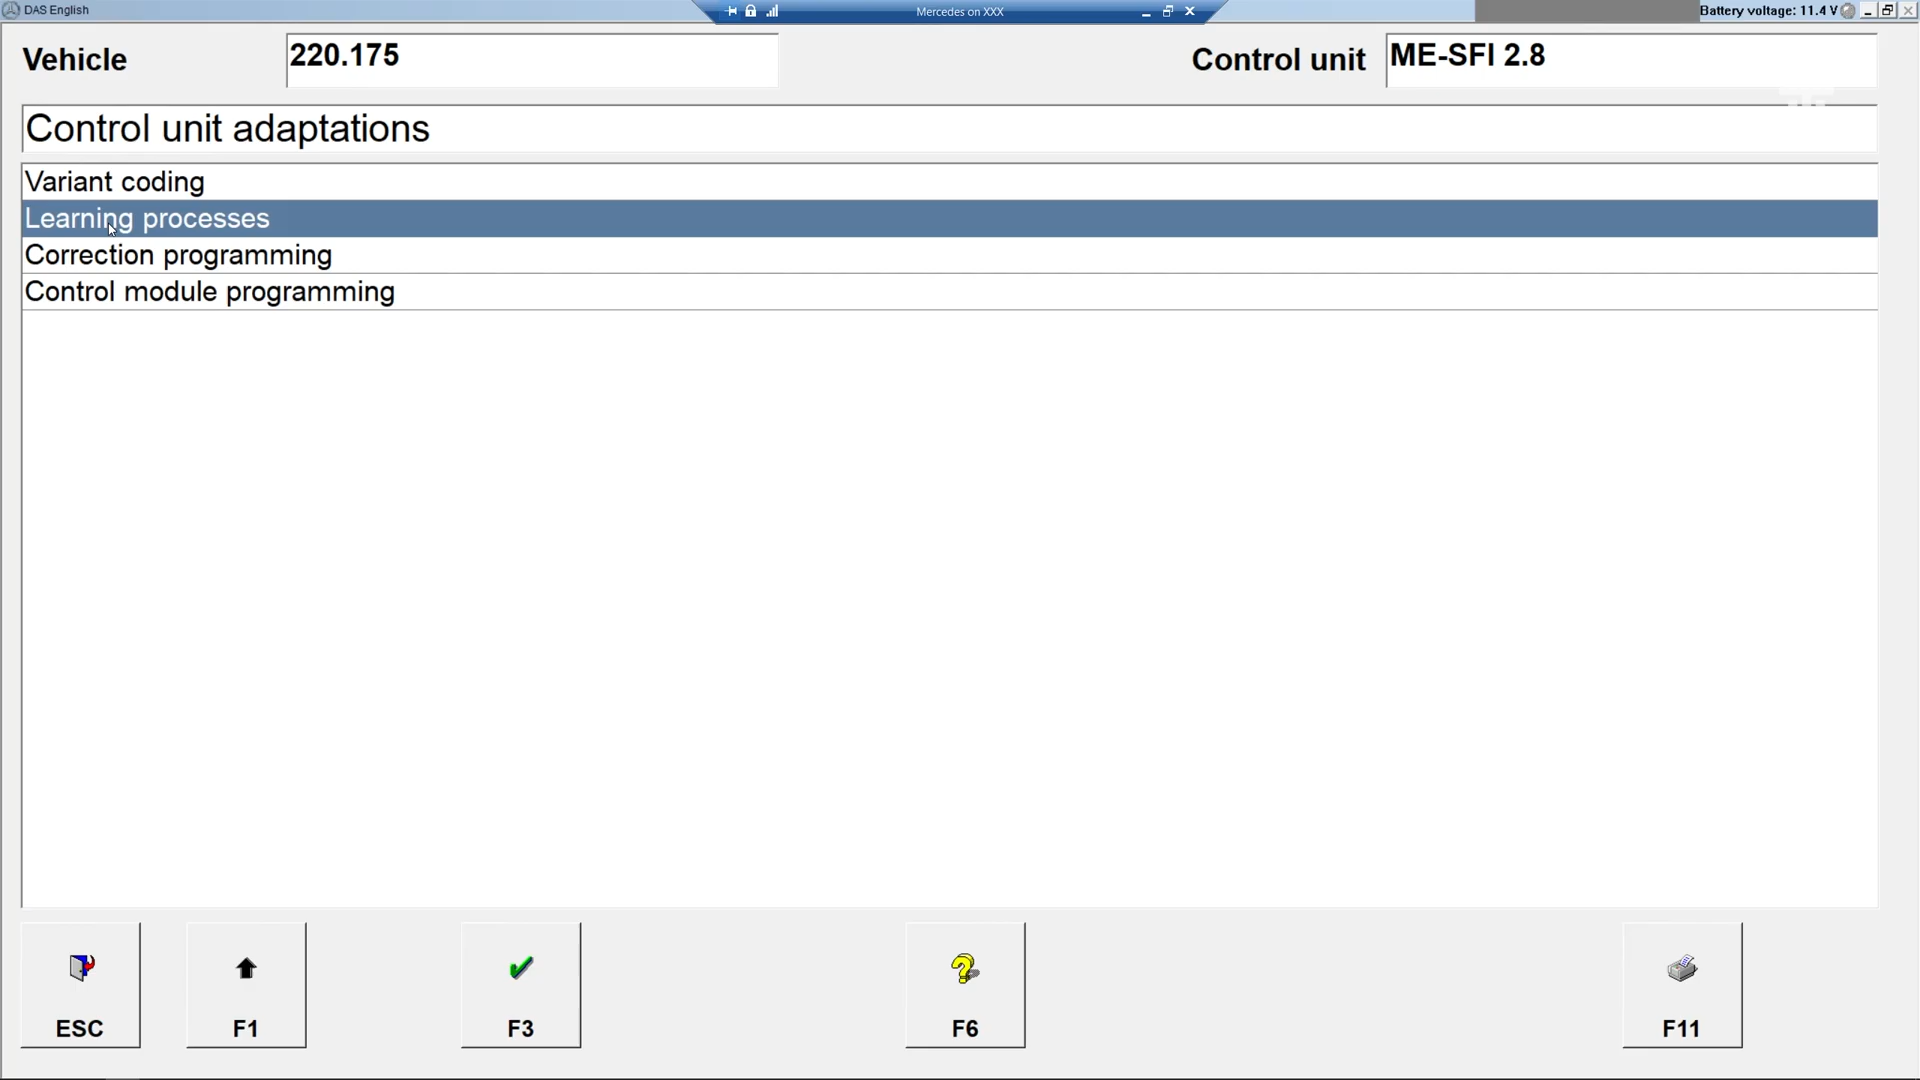 DAS English
Mercedes on XXX
Battery voltage: 11.4 V
Vehicle
220.175
Control unit
ME-SFI 2.8
Control unit adaptations
Variant coding
Learning processes
Correction programming
Control module programming
ESC
F1
F3
F6
F11